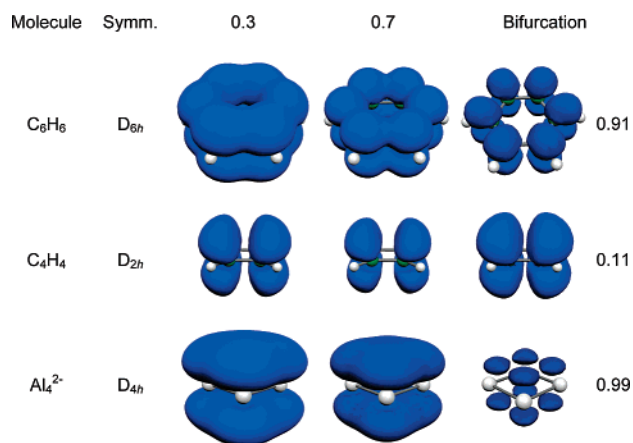 Molecule Symm. 0.3 0.7 Bifurcation
C₆H₆ D₆ₕ 0.91
C₄H₄ D₂ₕ 0.11
Al₄²⁻ D₄ₕ 0.99